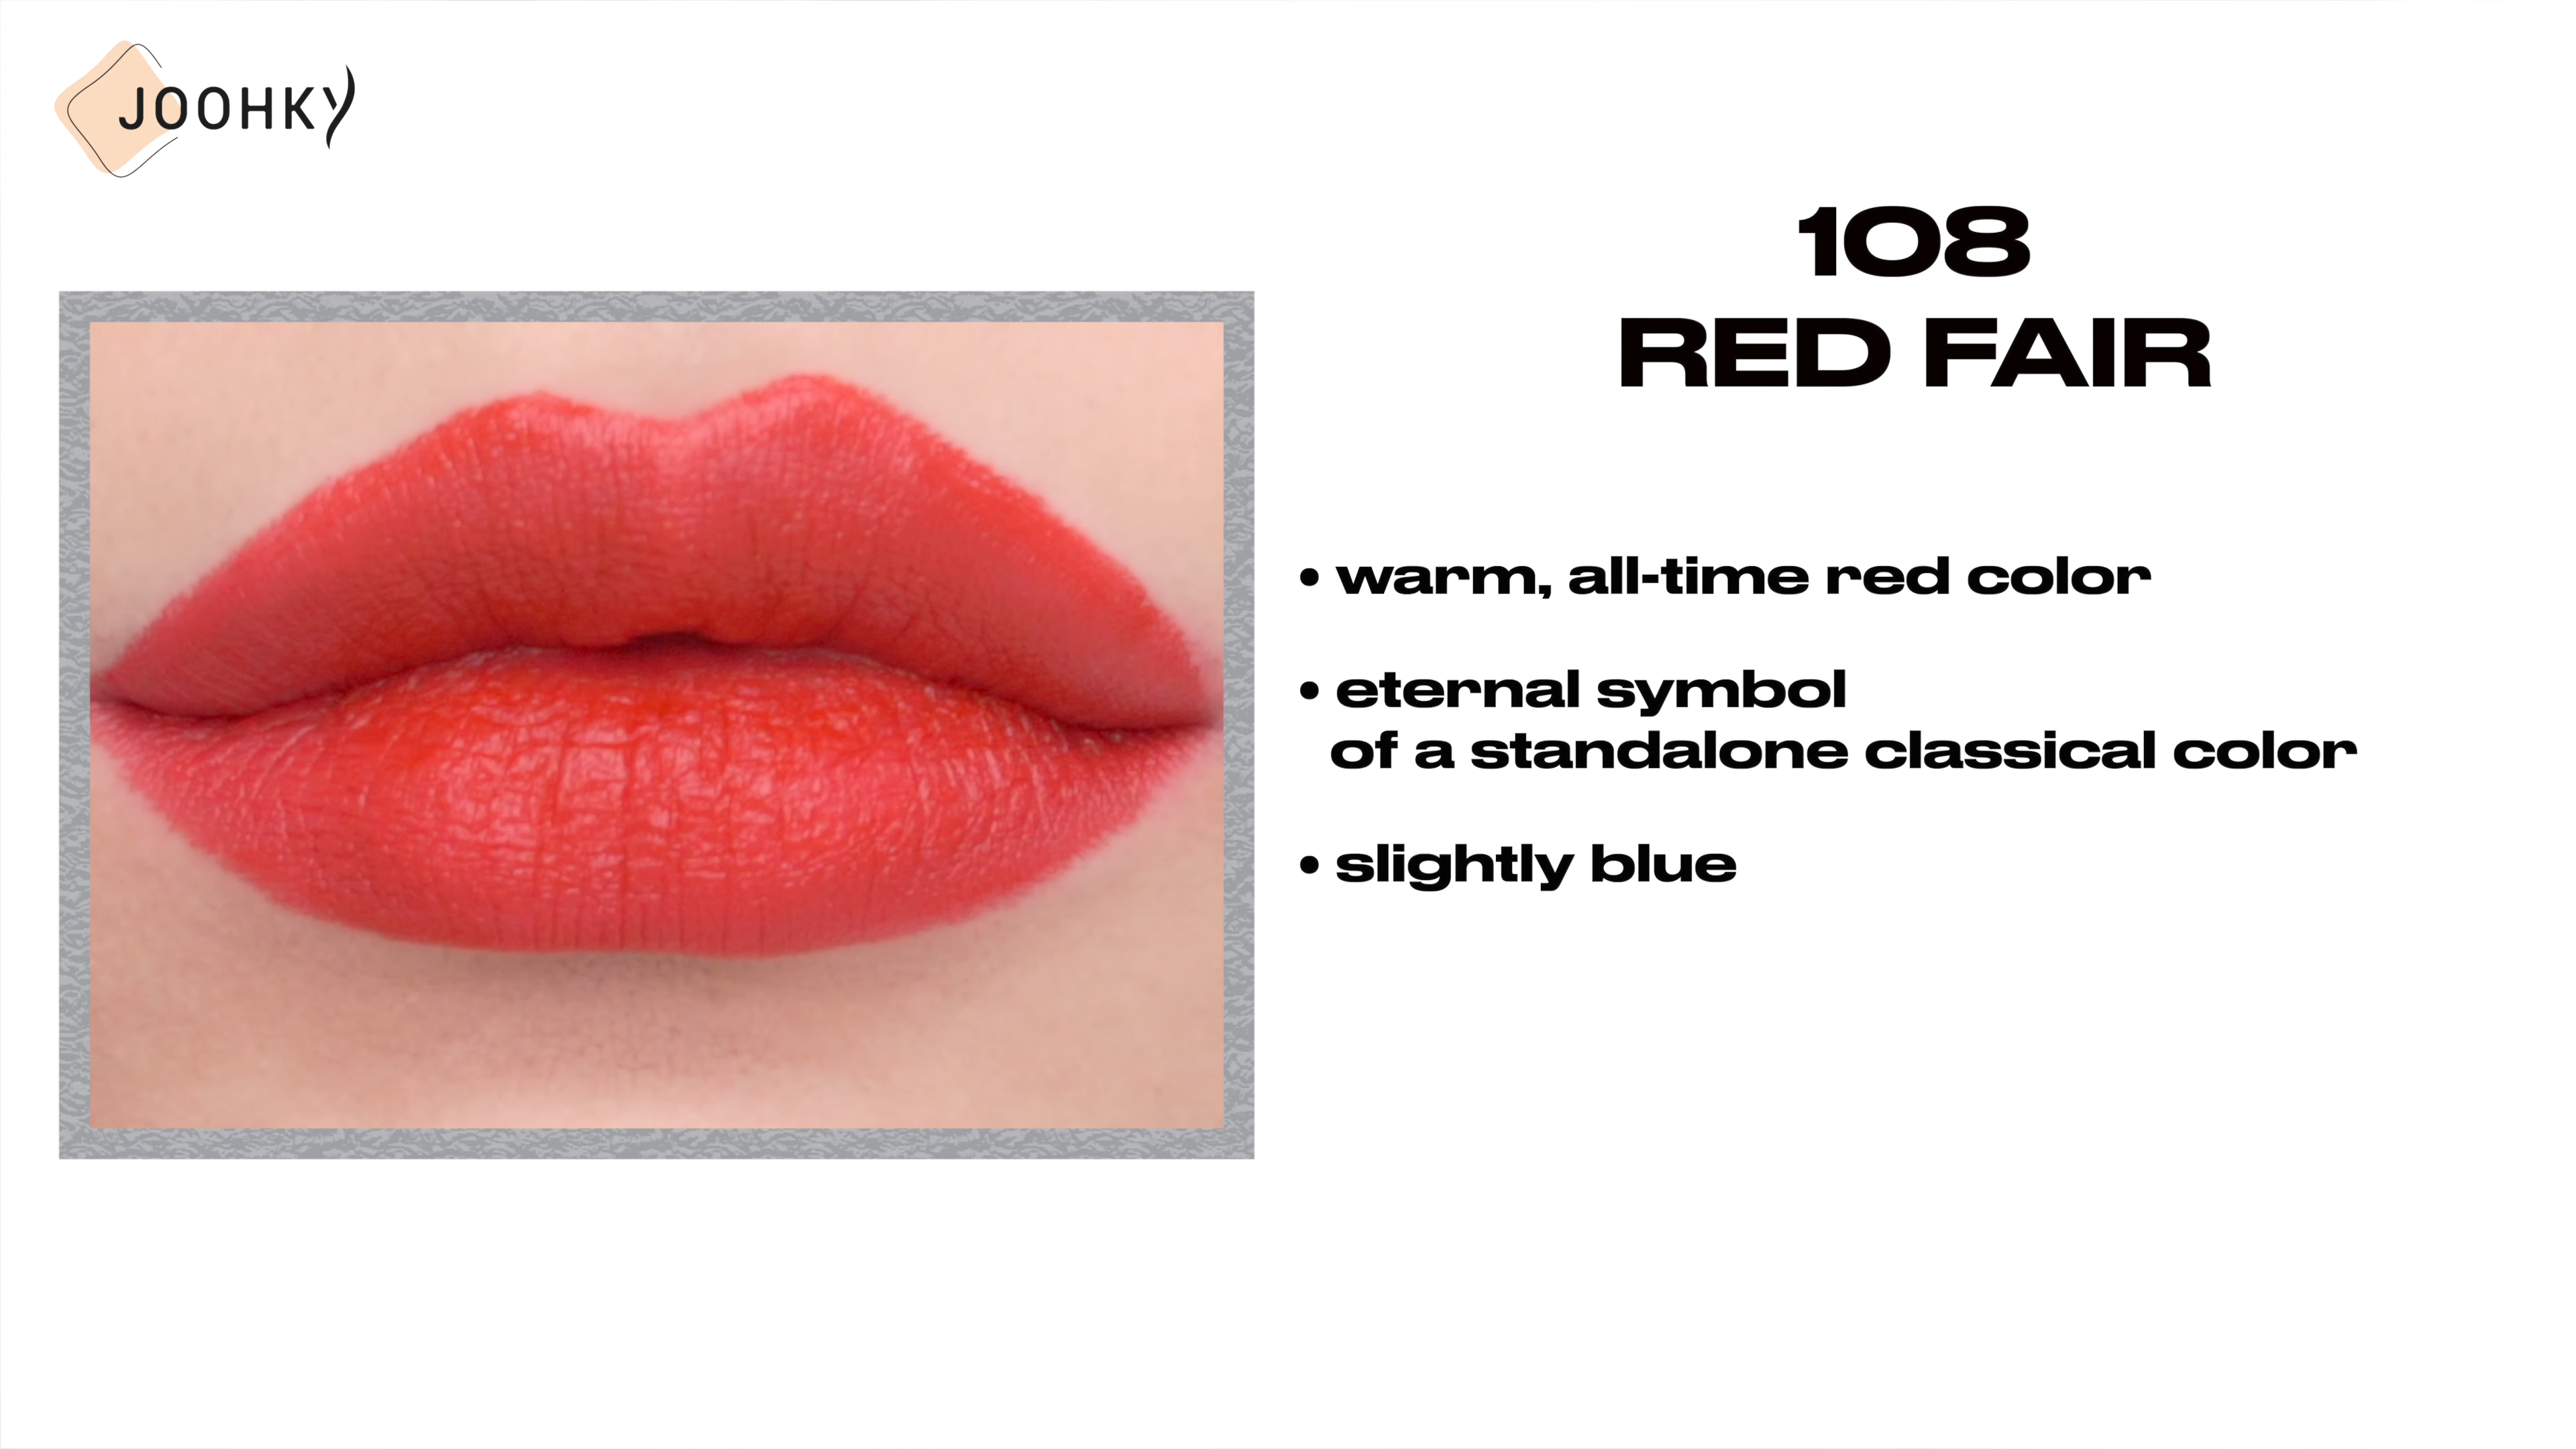 JOOHKY
108
RED FAIR
• warm, all-time red color
• eternal symbol
of a standalone classical color
• slightly blue